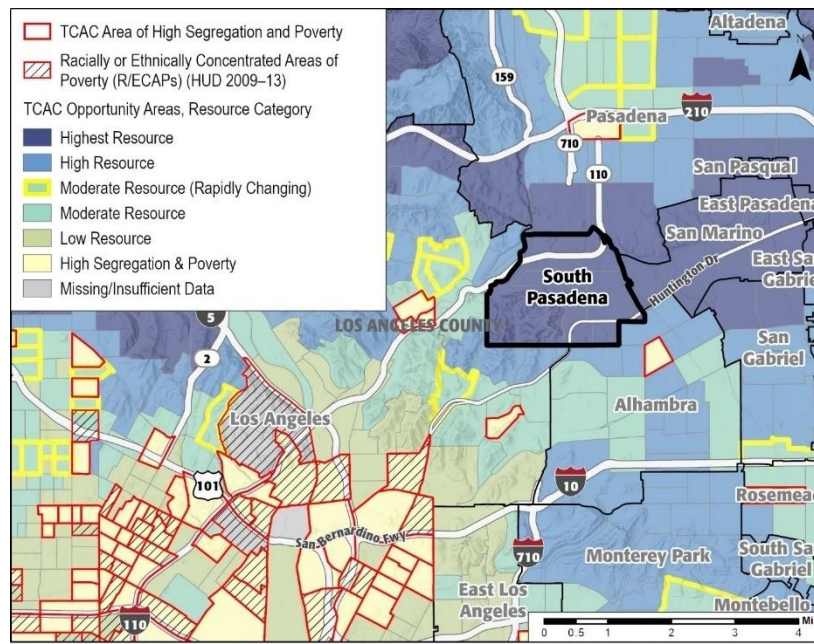 TCAC Area of High Segregation and Poverty
Racially or Ethnically Concentrated Areas of
Poverty (R/ECAPs) (HUD 2009–13)
TCAC Opportunity Areas, Resource Category
Highest Resource
High Resource
Moderate Resource (Rapidly Changing)
Moderate Resource
Low Resource
High Segregation & Poverty
Missing/Insufficient Data
Altadena
N
159
Pasadena
210
710
110
San Pasqual
East Pasadena
San Marino
South
Pasadena
East San
Gabriel
Huntington Dr
5
LOS ANGELES COUNTY
2
San
Gabriel
Los Angeles
Alhambra
101
10
Rosemead
San Bernardino Fwy
710
Monterey Park
South San
Gabriel
East Los
Angeles
Montebello
110
Mi
0 0.5 1 2 3 4